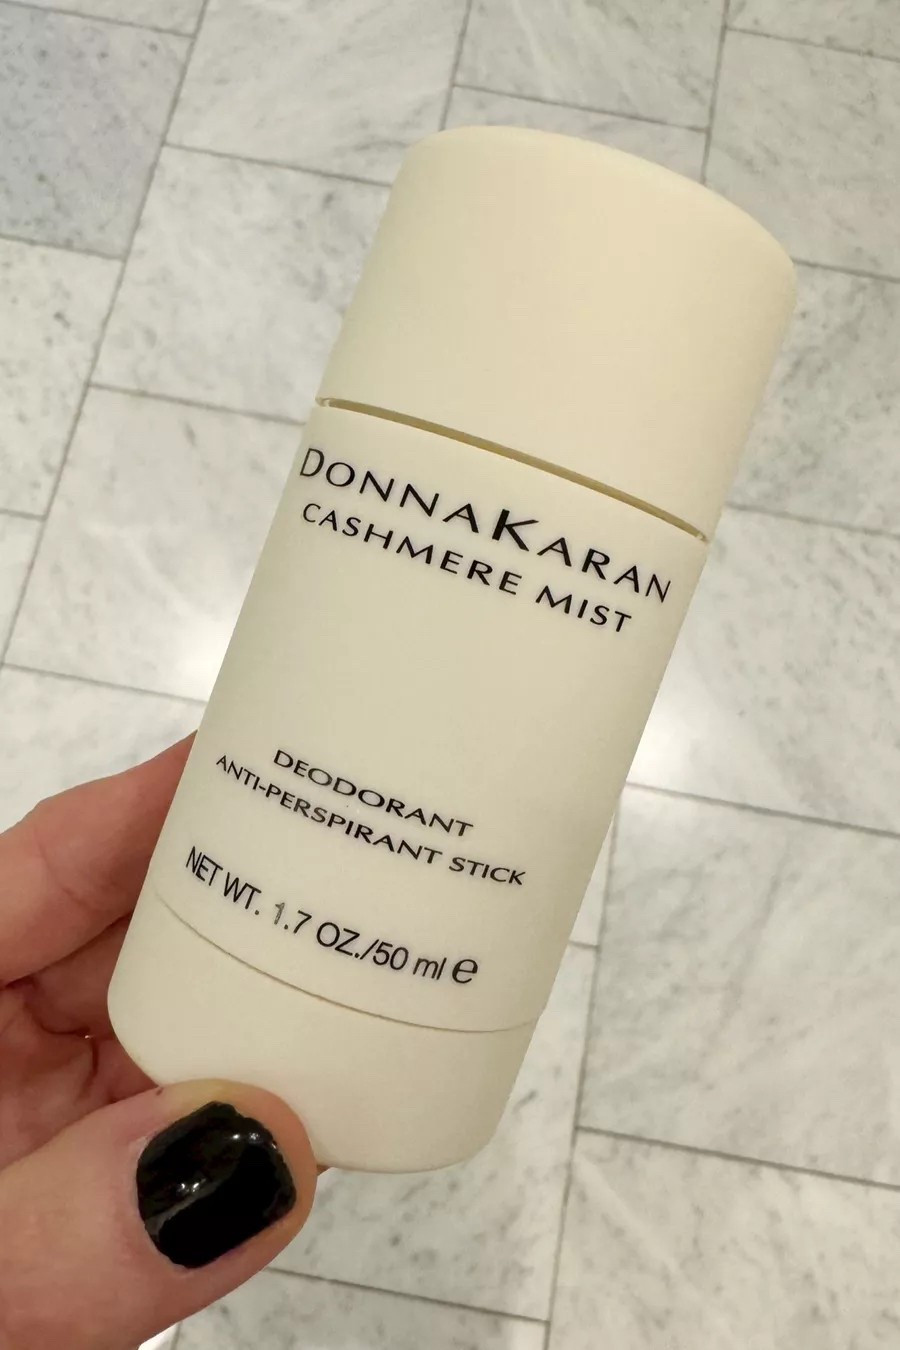 DONNAKARAN
CASHMERE MIST
DEODORANT
ANTI-PERSPIRANT STICK
NET WT. 1.7 OZ./50 ml ℮